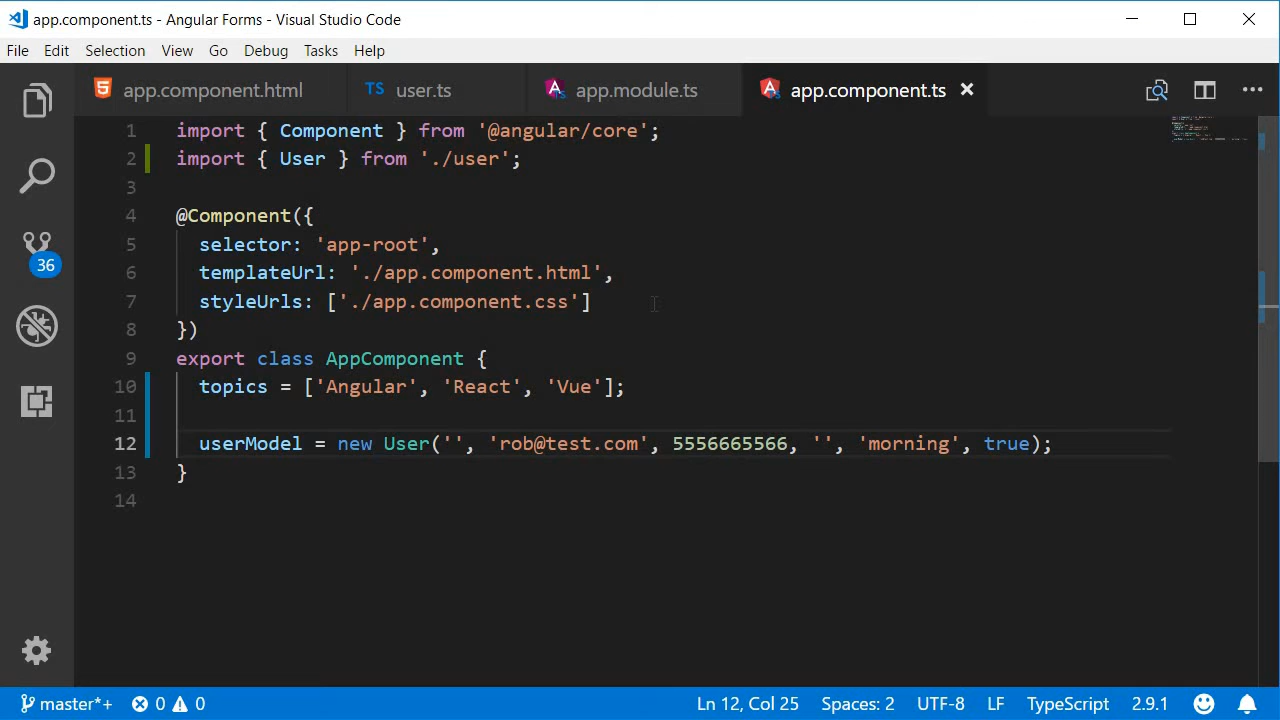 app.component.ts - Angular Forms - Visual Studio Code
File Edit Selection View Go Debug Tasks Help
app.component.html TS user.ts app.module.ts app.component.ts
1 import { Component } from '@angular/core';
2 import { User } from './user';
3
4 @Component({
5 selector: 'app-root',
6 templateUrl: './app.component.html',
7 styleUrls: ['./app.component.css']
8 })
9 export class AppComponent {
10 topics = ['Angular', 'React', 'Vue'];
11
12 userModel = new User('', 'rob@test.com', 5556665566, '', 'morning', true);
13 }
14
36
master*+ 0 0 Ln 12, Col 25 Spaces: 2 UTF-8 LF TypeScript 2.9.1